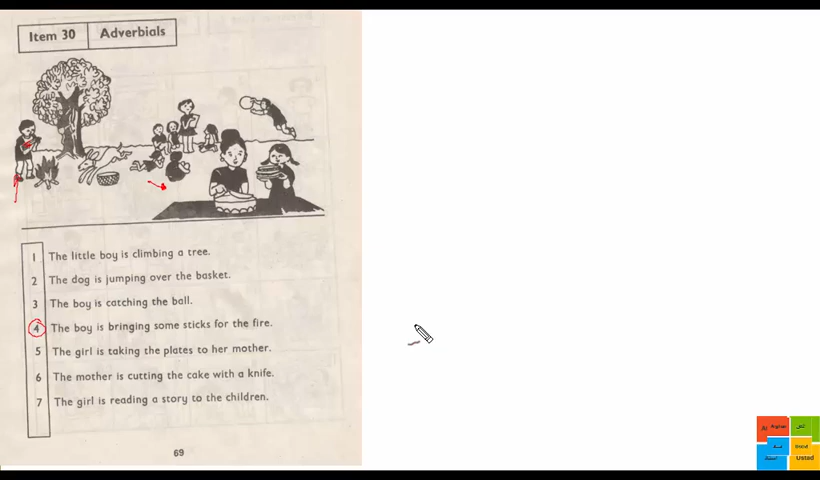 Item 30 Adverbials
1 The little boy is climbing a tree.
2 The dog is jumping over the basket.
3 The boy is catching the ball.
4 The boy is bringing some sticks for the fire.
5 The girl is taking the plates to her mother.
6 The mother is cutting the cake with a knife.
7 The girl is reading a story to the children.
69
Ustad